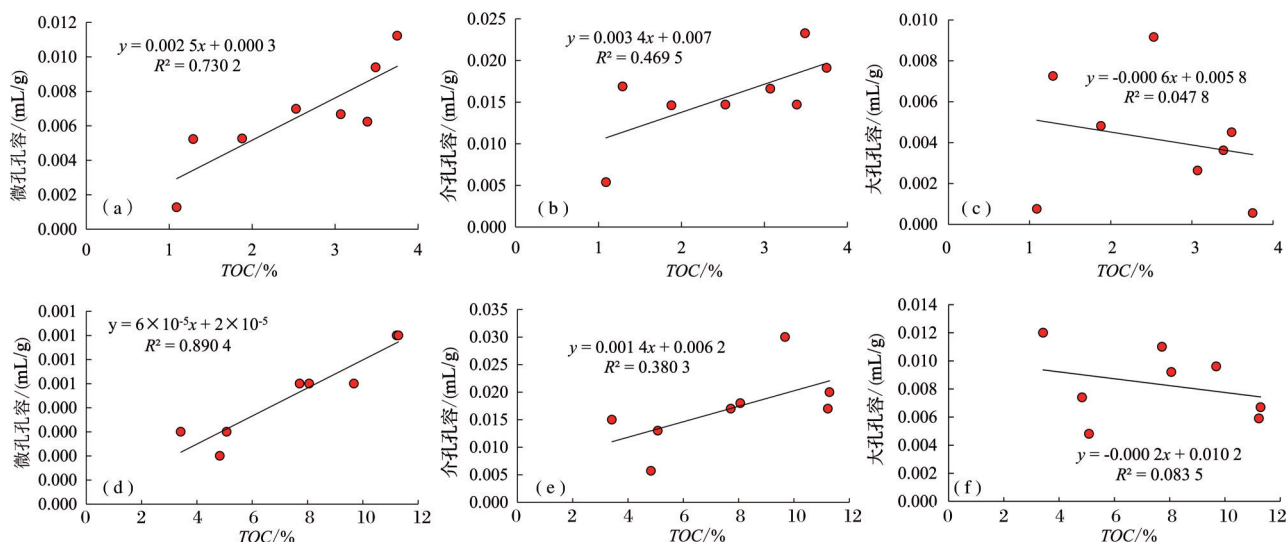 0.012
0.010
0.008
0.006
0.004
0.002
0.000
微孔孔容/(mL/g)
y = 0.002 5x + 0.000 3
R² = 0.730 2
(a)
0 1 2 3 4
TOC/%
0.025
0.020
0.015
0.010
0.005
0.000
介孔孔容/(mL/g)
y = 0.003 4x + 0.007
R² = 0.469 5
(b)
0 1 2 3 4
TOC/%
0.010
0.008
0.006
0.004
0.002
0.000
大孔孔容/(mL/g)
y = -0.000 6x + 0.005 8
R² = 0.047 8
(c)
0 1 2 3 4
TOC/%
0.001
0.001
0.001
0.001
0.000
0.000
0.000
0.000
0.000
微孔孔容/(mL/g)
y = 6×10⁻⁵x + 2×10⁻⁵
R² = 0.890 4
(d)
0 2 4 6 8 10 12
TOC/%
0.035
0.030
0.025
0.020
0.015
0.010
0.005
0.000
介孔孔容/(mL/g)
y = 0.001 4x + 0.006 2
R² = 0.380 3
(e)
0 2 4 6 8 10 12
TOC/%
0.014
0.012
0.010
0.008
0.006
0.004
0.002
0.000
大孔孔容/(mL/g)
y = -0.000 2x + 0.010 2
R² = 0.083 5
(f)
0 2 4 6 8 10 12
TOC/%